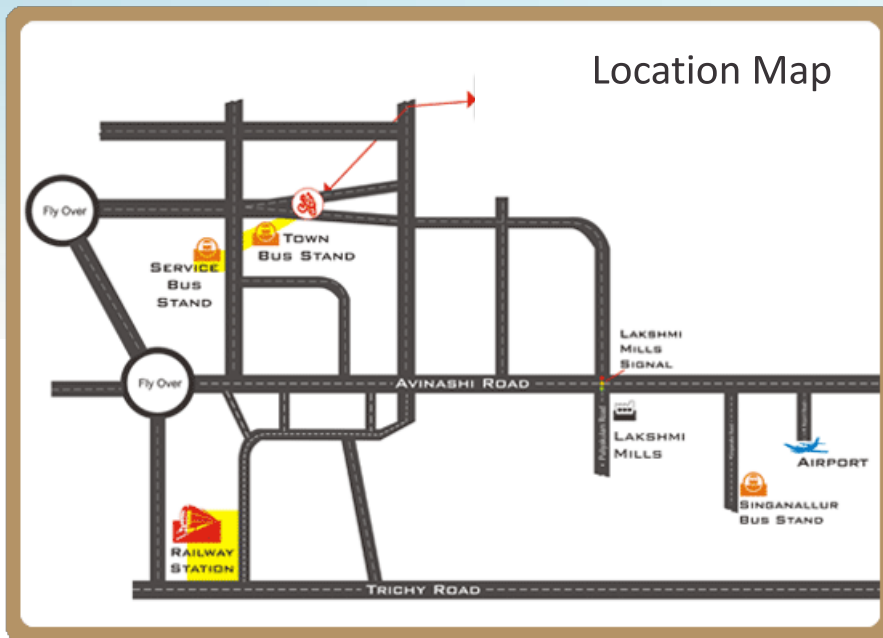 Location Map
Fly Over
TOWN
BUS STAND
SERVICE
BUS
STAND
LAKSHMI
MILLS
SIGNAL
Fly Over
AVINASHI ROAD
LAKSHMI
MILLS
AIRPORT
SINGANALLUR
BUS STAND
RAILWAY
STATION
TRICHY ROAD